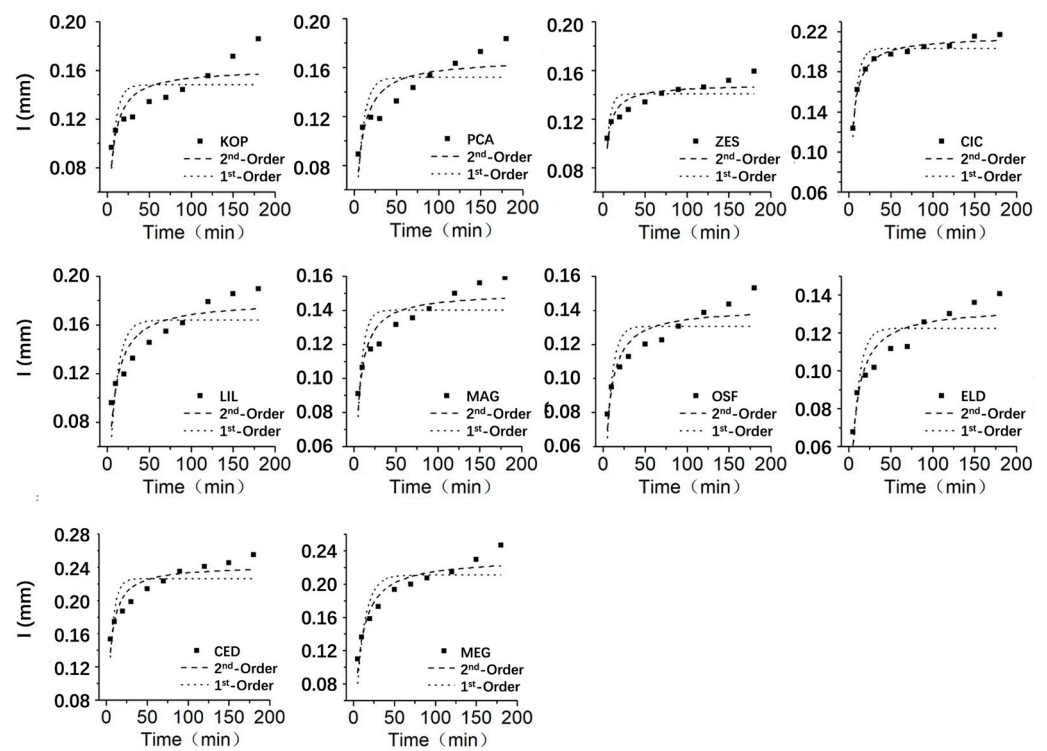 I (mm)
0.20
0.16
0.12
0.08
KOP
2nd-Order
1st-Order
0 50 100 150 200
Time（min）
0.20
0.16
0.12
0.08
PCA
2nd-Order
1st-Order
0 50 100 150 200
Time（min）
0.20
0.16
0.12
0.08
ZES
2nd-Order
1st-Order
0 50 100 150 200
Time（min）
0.22
0.18
0.14
0.10
0.06
CIC
2nd-Order
1st-Order
0 50 100 150 200
Time（min）
I (mm)
0.20
0.16
0.12
0.08
LIL
2nd-Order
1st-Order
0 50 100 150 200
Time（min）
0.16
0.14
0.12
0.10
0.08
0.06
MAG
2nd-Order
1st-Order
0 50 100 150 200
Time（min）
0.16
0.14
0.12
0.10
0.08
0.06
OSF
2nd-Order
1st-Order
0 50 100 150 200
Time（min）
0.14
0.12
0.10
0.08
0.06
ELD
2nd-Order
1st-Order
0 50 100 150 200
Time（min）
:
I (mm)
0.28
0.24
0.20
0.16
0.12
0.08
CED
2nd-Order
1st-Order
0 50 100 150 200
Time（min）
0.24
0.20
0.16
0.12
0.08
MEG
2nd-Order
1st-Order
0 50 100 150 200
Time（min）